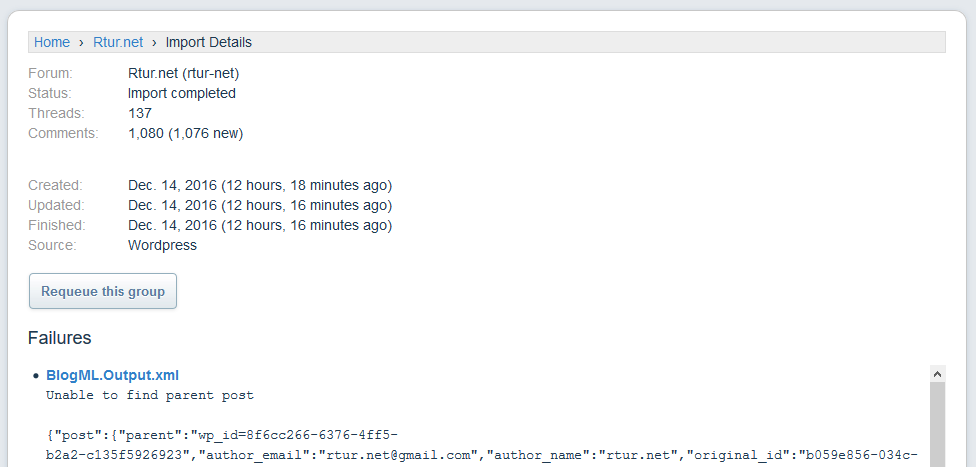 Home › Rtur.net › Import Details
Forum: Rtur.net (rtur-net)
Status: Import completed
Threads: 137
Comments: 1,080 (1,076 new)
Created: Dec. 14, 2016 (12 hours, 18 minutes ago)
Updated: Dec. 14, 2016 (12 hours, 16 minutes ago)
Finished: Dec. 14, 2016 (12 hours, 16 minutes ago)
Source: Wordpress
Requeue this group
Failures
• BlogML.Output.xml
Unable to find parent post
{"post":{"parent":"wp_id=8f6cc266-6376-4ff5-
b2a2-c135f5926923","author_email":"rtur.net@gmail.com","author_name":"rtur.net","original_id":"b059e856-034c-